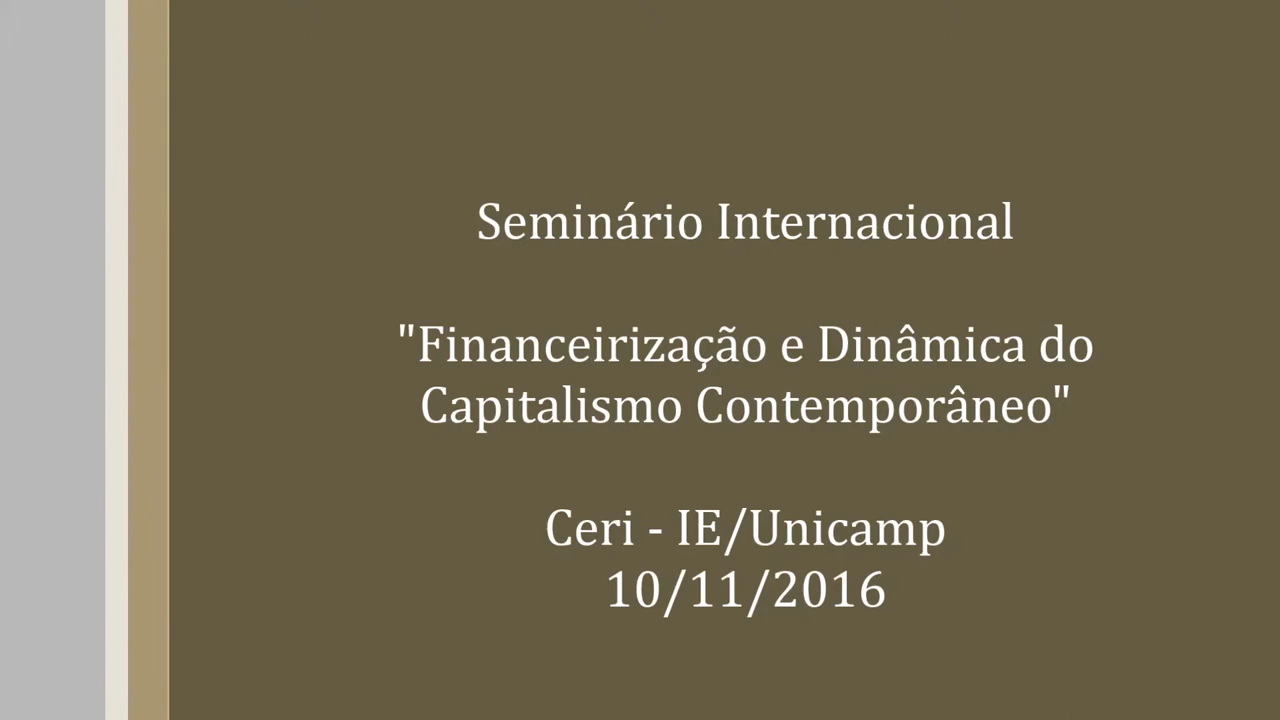 Seminário Internacional
"Financeirização e Dinâmica do
Capitalismo Contemporâneo"
Ceri - IE/Unicamp
10/11/2016